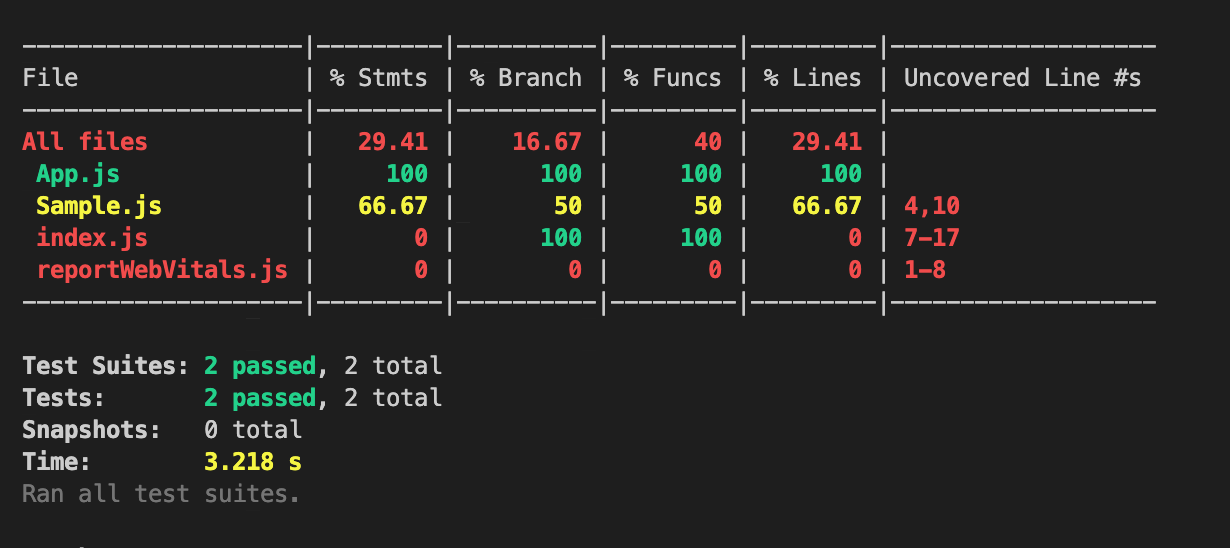 --------------------|---------|----------|---------|---------|-------------------
File                | % Stmts | % Branch | % Funcs | % Lines | Uncovered Line #s
--------------------|---------|----------|---------|---------|-------------------
All files           |   29.41 |    16.67 |      40 |   29.41 |
 App.js             |     100 |      100 |     100 |     100 |
 Sample.js          |   66.67 |       50 |      50 |   66.67 | 4,10
 index.js           |       0 |      100 |     100 |       0 | 7-17
 reportWebVitals.js |       0 |        0 |       0 |       0 | 1-8
--------------------|---------|----------|---------|---------|-------------------
Test Suites: 2 passed, 2 total
Tests:       2 passed, 2 total
Snapshots:   0 total
Time:        3.218 s
Ran all test suites.